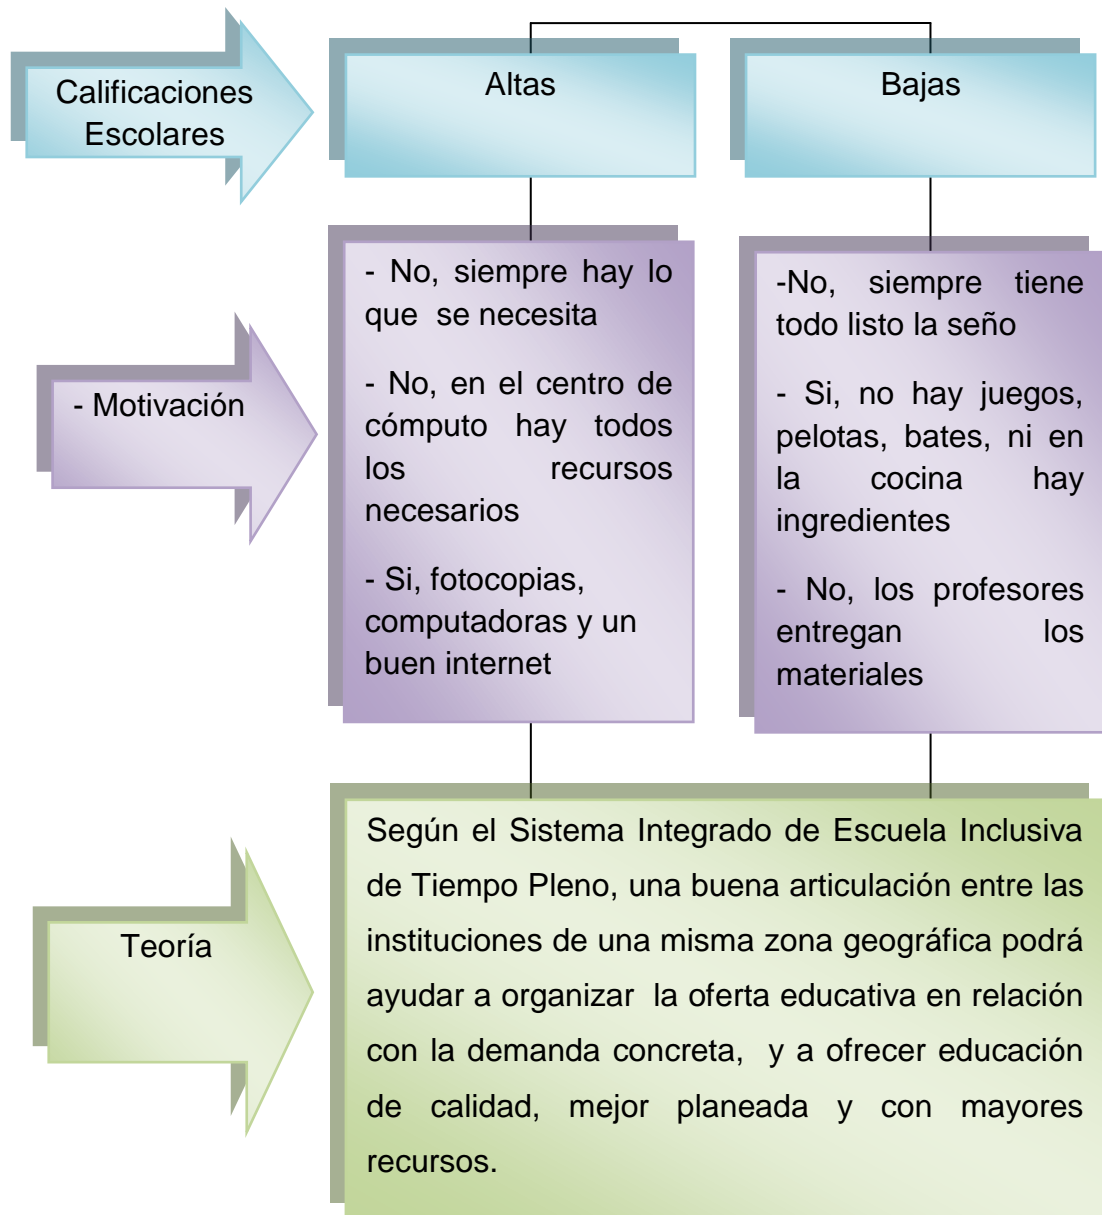 Calificaciones
Escolares
Altas
Bajas
- Motivación
- No, siempre hay lo
que se necesita
- No, en el centro de
cómputo hay todos
los recursos
necesarios
- Si, fotocopias,
computadoras y un
buen internet
-No, siempre tiene
todo listo la seño
- Si, no hay juegos,
pelotas, bates, ni en
la cocina hay
ingredientes
- No, los profesores
entregan los
materiales
Teoría
Según el Sistema Integrado de Escuela Inclusiva
de Tiempo Pleno, una buena articulación entre las
instituciones de una misma zona geográfica podrá
ayudar a organizar la oferta educativa en relación
con la demanda concreta, y a ofrecer educación
de calidad, mejor planeada y con mayores
recursos.